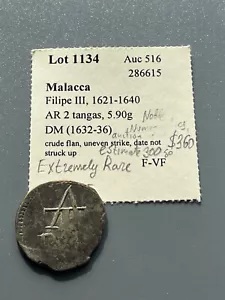 Lot 1134 Auc 516
286615
Malacca
Filipe III, 1621-1640
AR 2 tangas, 5.90g
DM (1632-36)
auction
$360
crude flan, uneven strike, date not
struck up
Estimate 300
F-VF
Extremely Rare
A